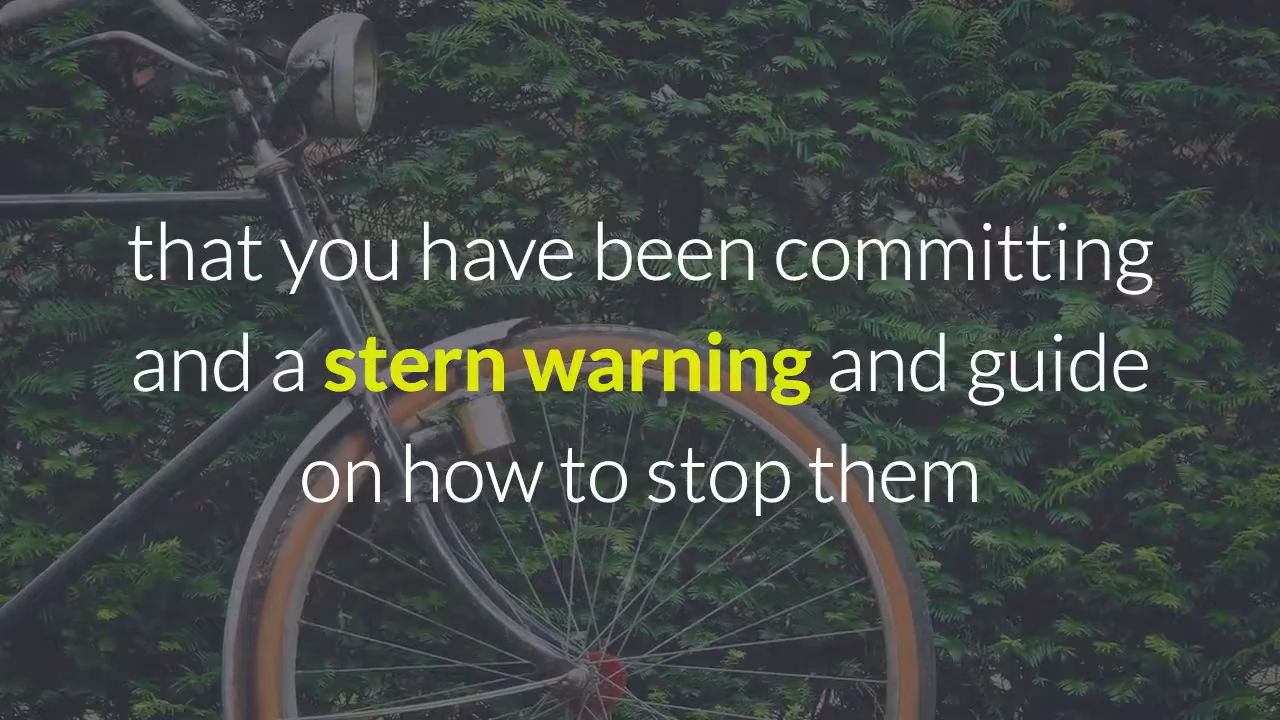 that you have been committing
and a stern warning and guide
on how to stop them